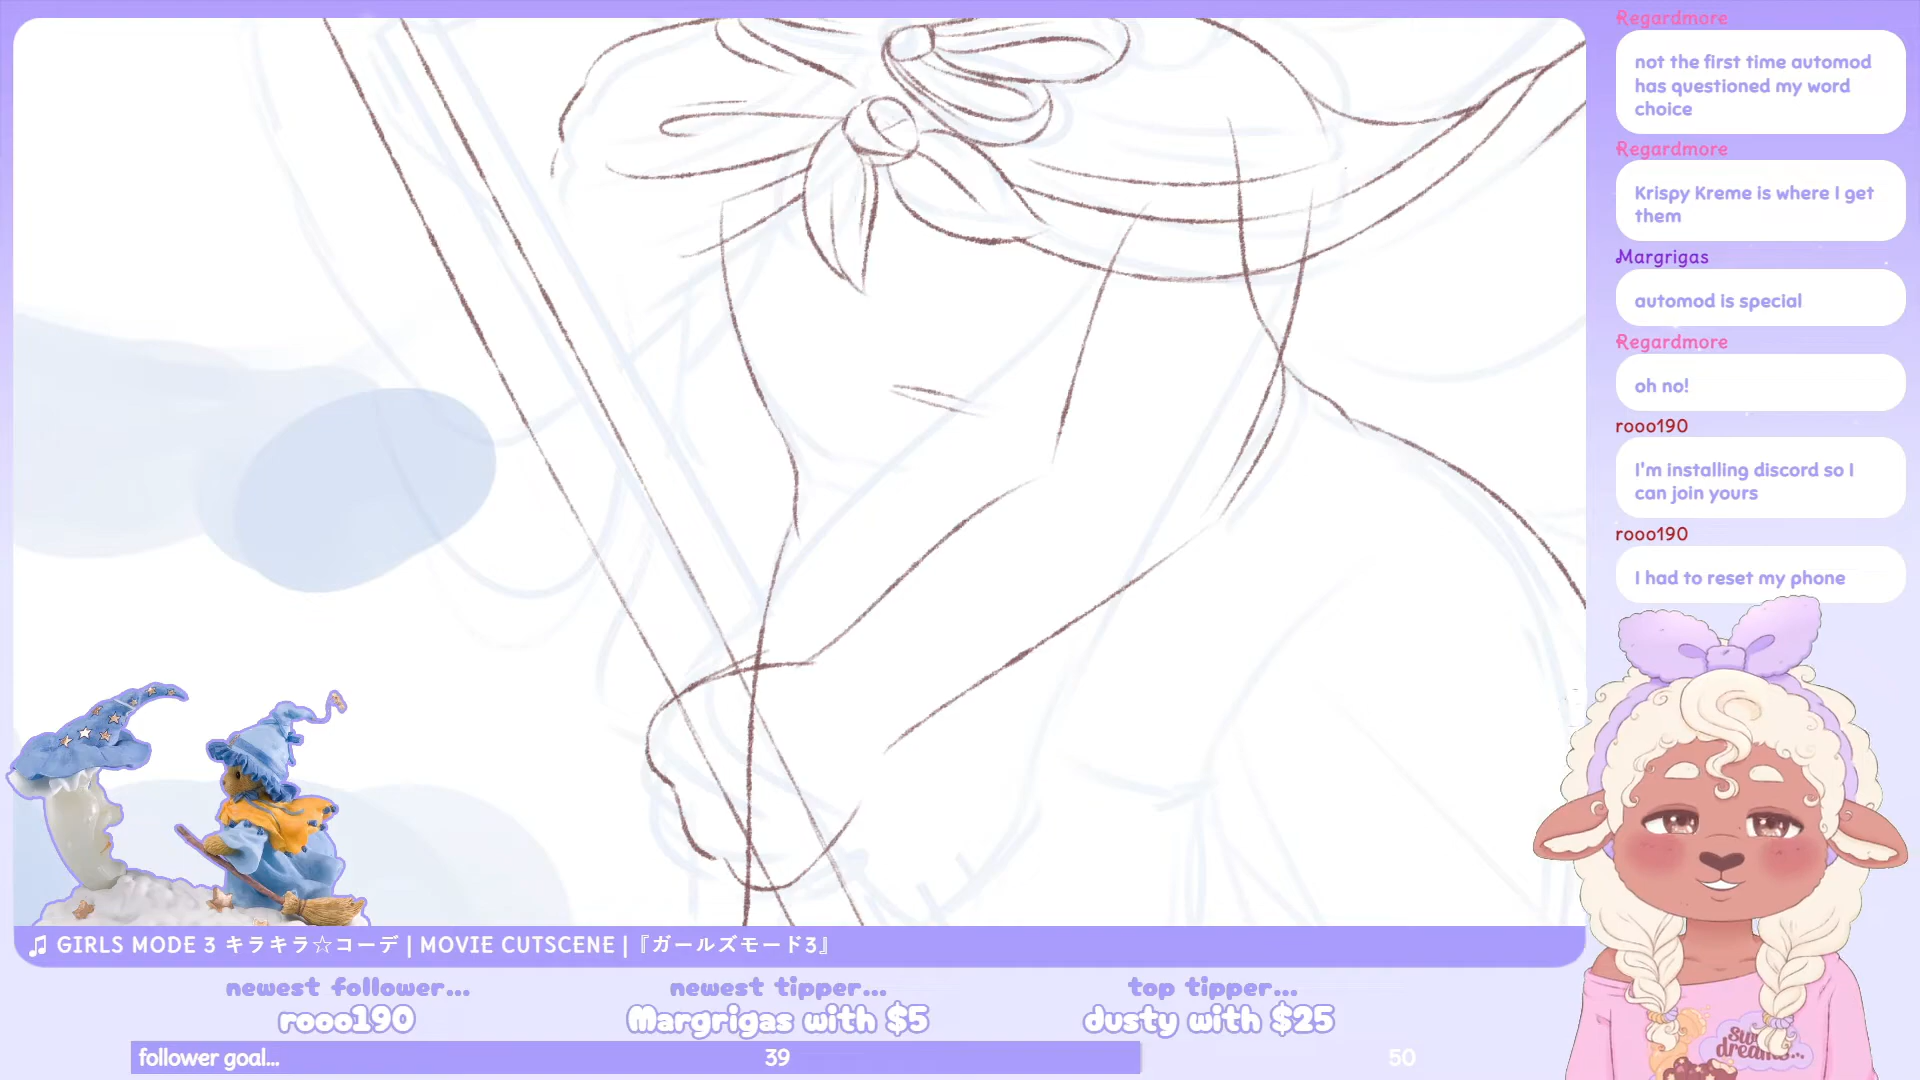 Regardmore
not the first time automod
has questioned my word
choice
Regardmore
Krispy Kreme is where I get
them
Margrigas
automod is special
Regardmore
oh no!
rooo190
I'm installing discord so I
can join yours
rooo190
I had to reset my phone
♫ GIRLS MODE 3 キラキラ☆コーデ | MOVIE CUTSCENE |『ガールズモード3』
newest follower...
rooo190
newest tipper...
Margrigas with $5
top tipper...
dusty with $25
follower goal...
39
50
dreams...